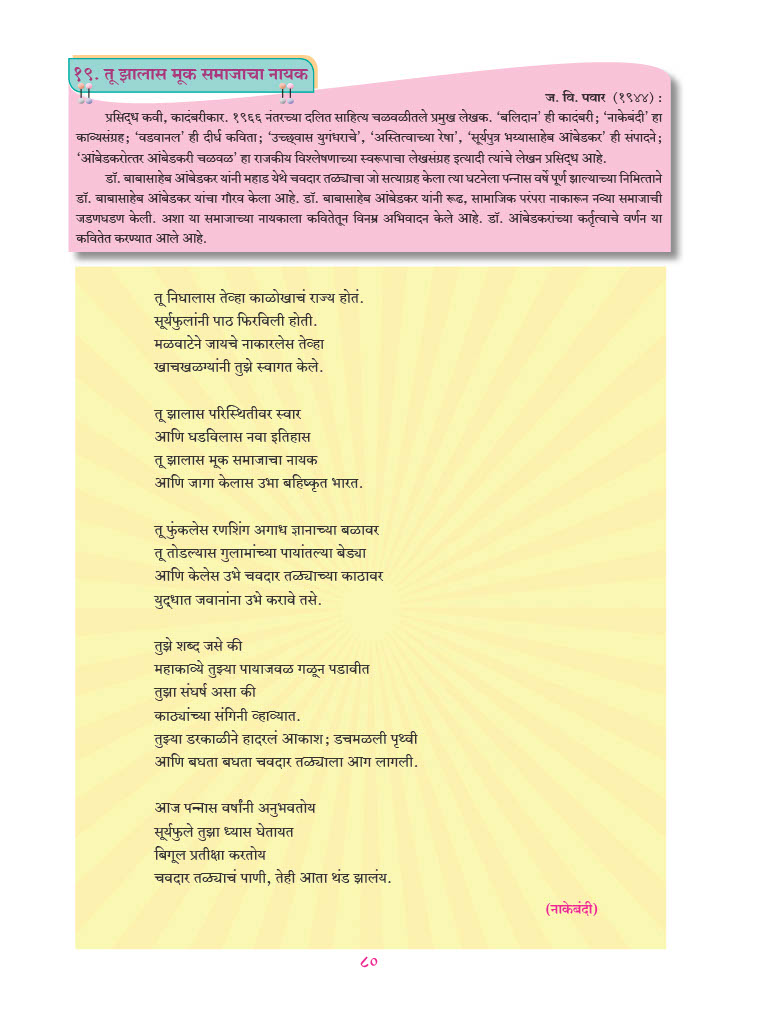 १९. तू झालास मूक समाजाचा नायक
ज. वि. पवार (१९४४) :
प्रसिद्ध कवी, कादंबरीकार. १९६६ नंतरच्या दलित साहित्य चळवळीतले प्रमुख लेखक. ‘बलिदान’ ही कादंबरी; ‘नाकेबंदी’ हा
काव्यसंग्रह; ‘वडवानल’ ही दीर्घ कविता; ‘उच्छ्वास युगंधराचे’, ‘अस्तित्वाच्या रेषा’, ‘सूर्यपुत्र भय्यासाहेब आंबेडकर’ ही संपादने;
‘आंबेडकरोत्तर आंबेडकरी चळवळ’ हा राजकीय विश्लेषणाच्या स्वरूपाचा लेखसंग्रह इत्यादी त्यांचे लेखन प्रसिद्ध आहे.
डॉ. बाबासाहेब आंबेडकर यांनी महाड येथे चवदार तळ्याचा जो सत्याग्रह केला त्या घटनेला पन्नास वर्षे पूर्ण झाल्याच्या निमित्ताने
डॉ. बाबासाहेब आंबेडकर यांचा गौरव केला आहे. डॉ. बाबासाहेब आंबेडकर यांनी रूढ, सामाजिक परंपरा नाकारून नव्या समाजाची
जडणघडण केली. अशा या समाजाच्या नायकाला कवितेतून विनम्र अभिवादन केले आहे. डॉ. आंबेडकरांच्या कर्तृत्वाचे वर्णन या
कवितेत करण्यात आले आहे.
तू निघालास तेव्हा काळोखाचं राज्य होतं.
सूर्यफुलांनी पाठ फिरविली होती.
मळवाटेने जायचे नाकारलेस तेव्हा
खाचखळग्यांनी तुझे स्वागत केले.
तू झालास परिस्थितीवर स्वार
आणि घडविलास नवा इतिहास
तू झालास मूक समाजाचा नायक
आणि जागा केलास उभा बहिष्कृत भारत.
तू फुंकलेस रणशिंग अगाध ज्ञानाच्या बळावर
तू तोडल्यास गुलामांच्या पायांतल्या बेड्या
आणि केलेस उभे चवदार तळ्याच्या काठावर
युद्धात जवानांना उभे करावे तसे.
तुझे शब्द जसे की
महाकाव्ये तुझ्या पायाजवळ गळून पडावीत
तुझा संघर्ष असा की
काठ्यांच्या संगिनी व्हाव्यात.
तुझ्या डरकाळीने हादरलं आकाश; डचमळली पृथ्वी
आणि बघता बघता चवदार तळ्याला आग लागली.
आज पन्नास वर्षांनी अनुभवतोय
सूर्यफुले तुझा ध्यास घेतायत
बिगूल प्रतीक्षा करतोय
चवदार तळ्याचं पाणी, तेही आता थंड झालंय.
(नाकेबंदी)
८०